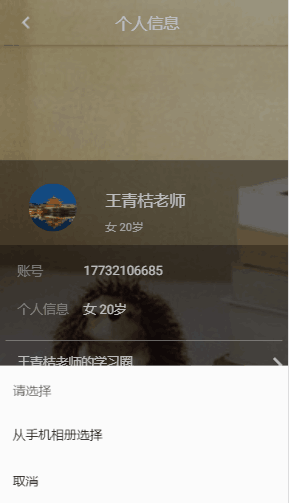 个人信息
王青桔老师
女 20岁
账号 17732106685
个人信息 女 20岁
王青桔老师的学习圈
请选择
从手机相册选择
取消